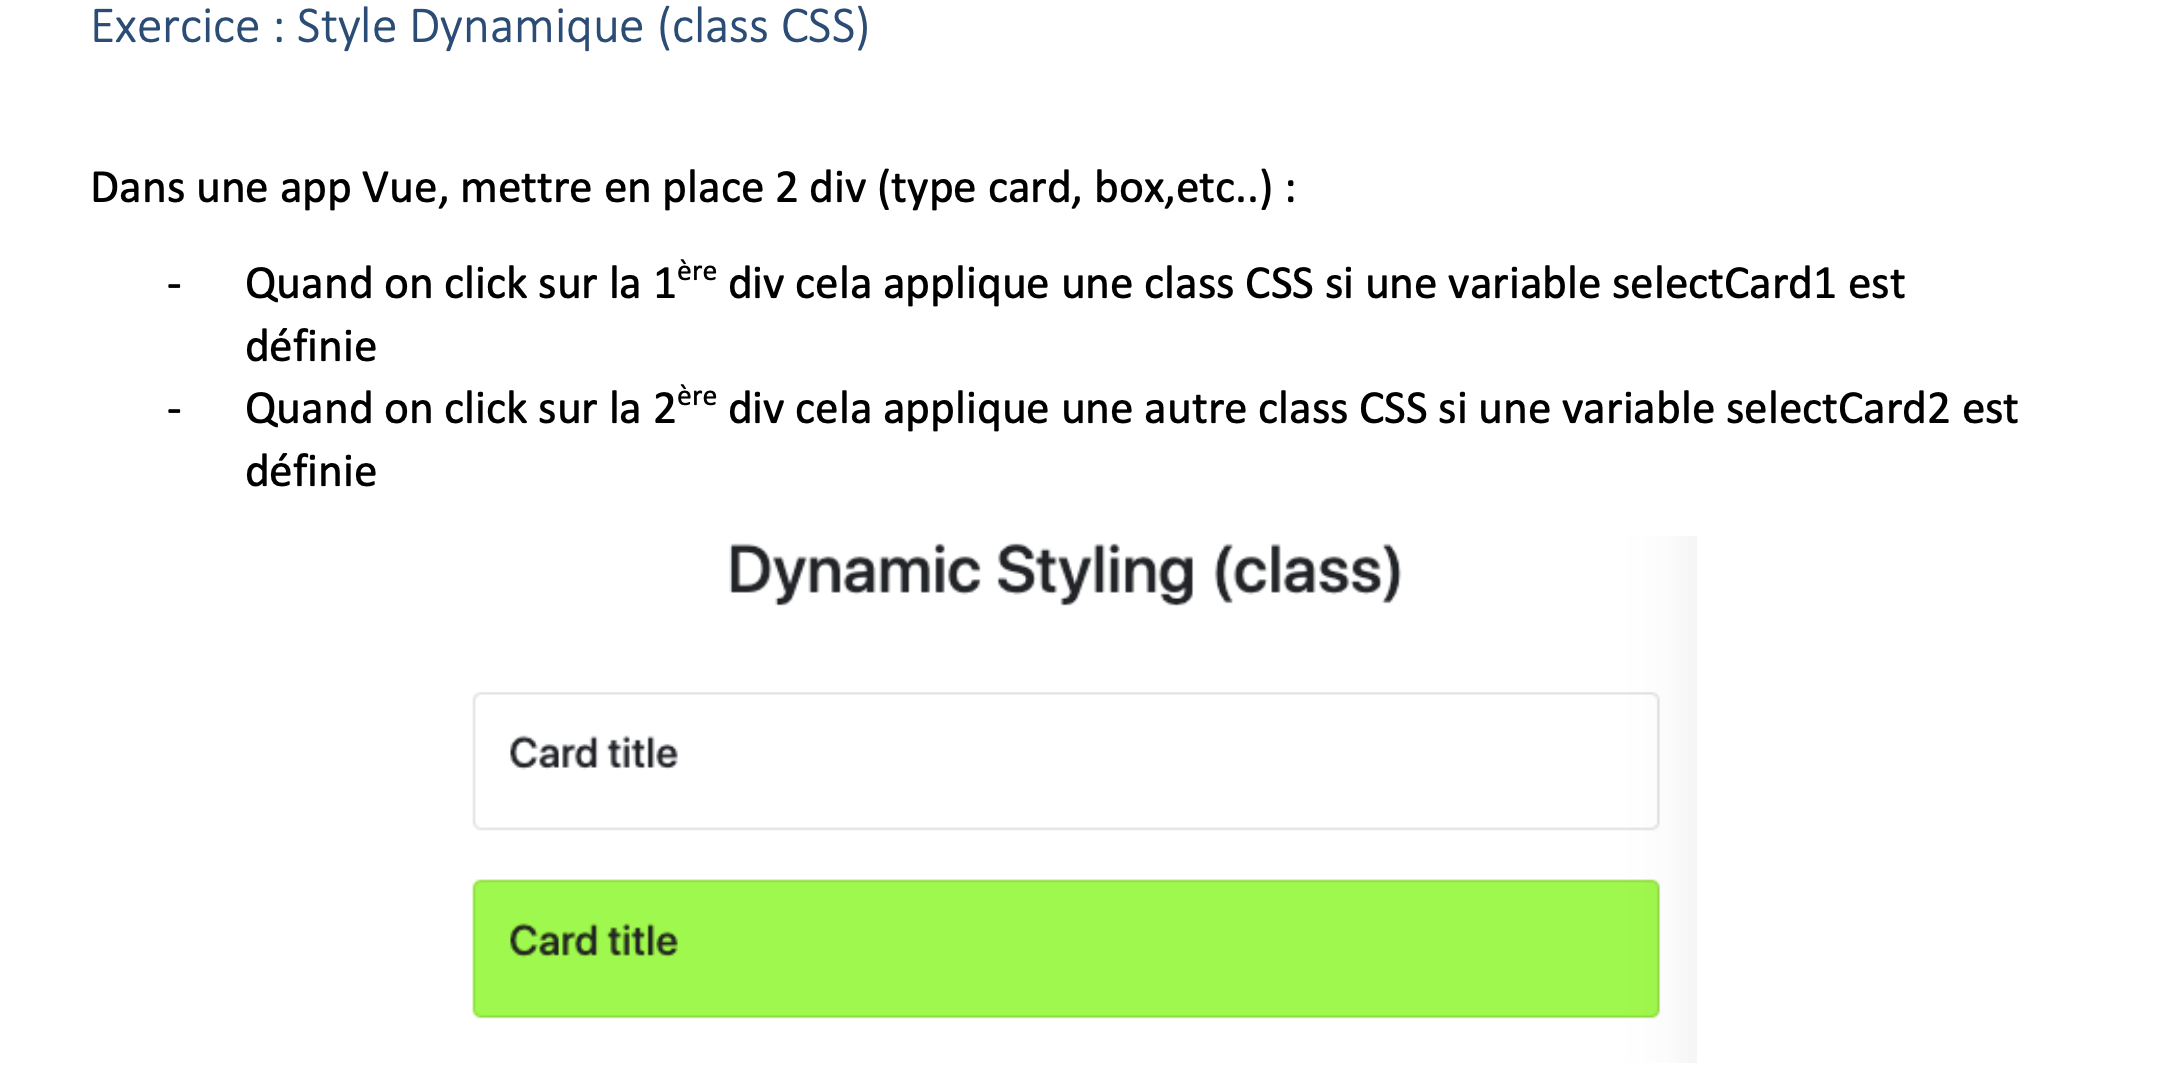 Exercice : Style Dynamique (class CSS)
Dans une app Vue, mettre en place 2 div (type card, box,etc..) :
- Quand on click sur la 1ère div cela applique une class CSS si une variable selectCard1 est
définie
- Quand on click sur la 2ère div cela applique une autre class CSS si une variable selectCard2 est
définie
Dynamic Styling (class)
Card title
Card title